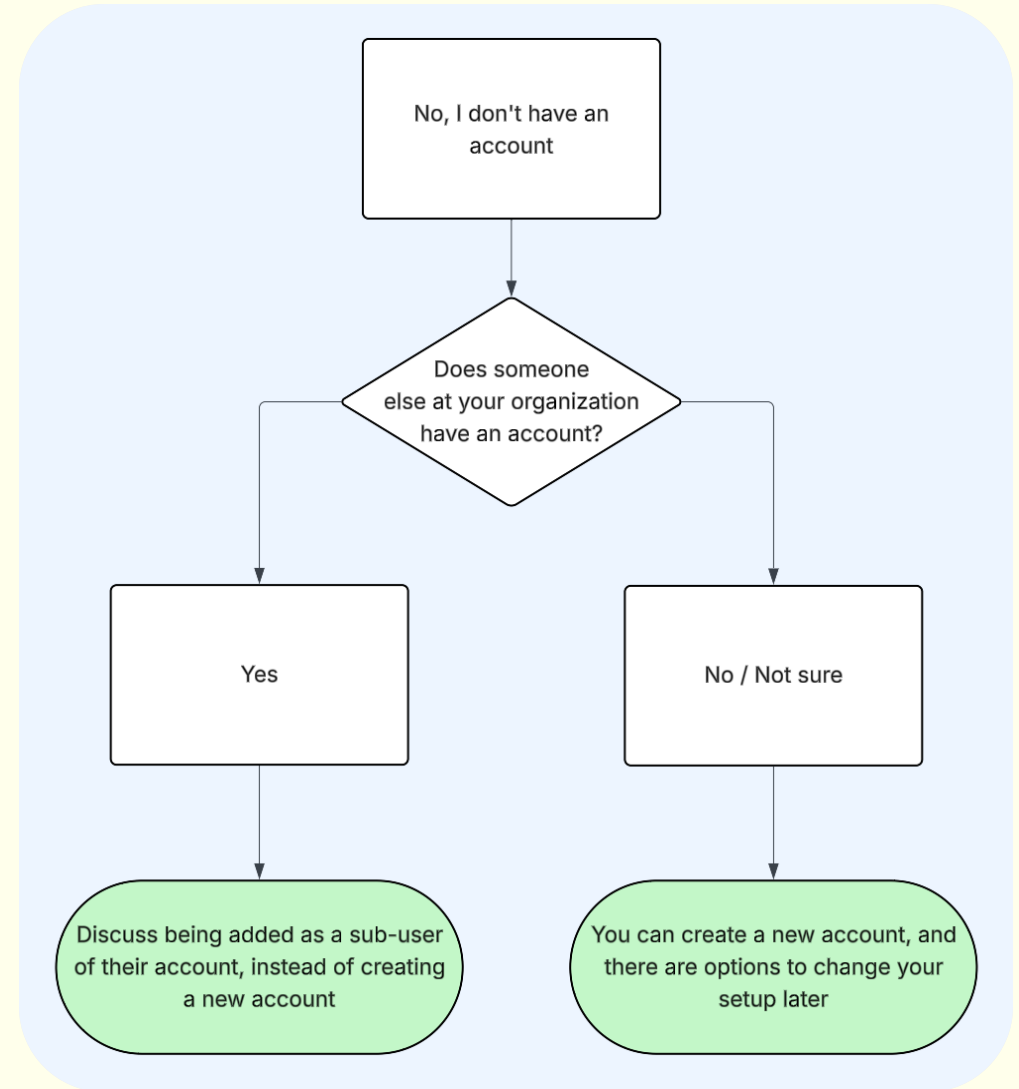 No, I don't have an
account
Does someone
else at your organization
have an account?
Yes
No / Not sure
Discuss being added as a sub-user
of their account, instead of creating
a new account
You can create a new account, and
there are options to change your
setup later